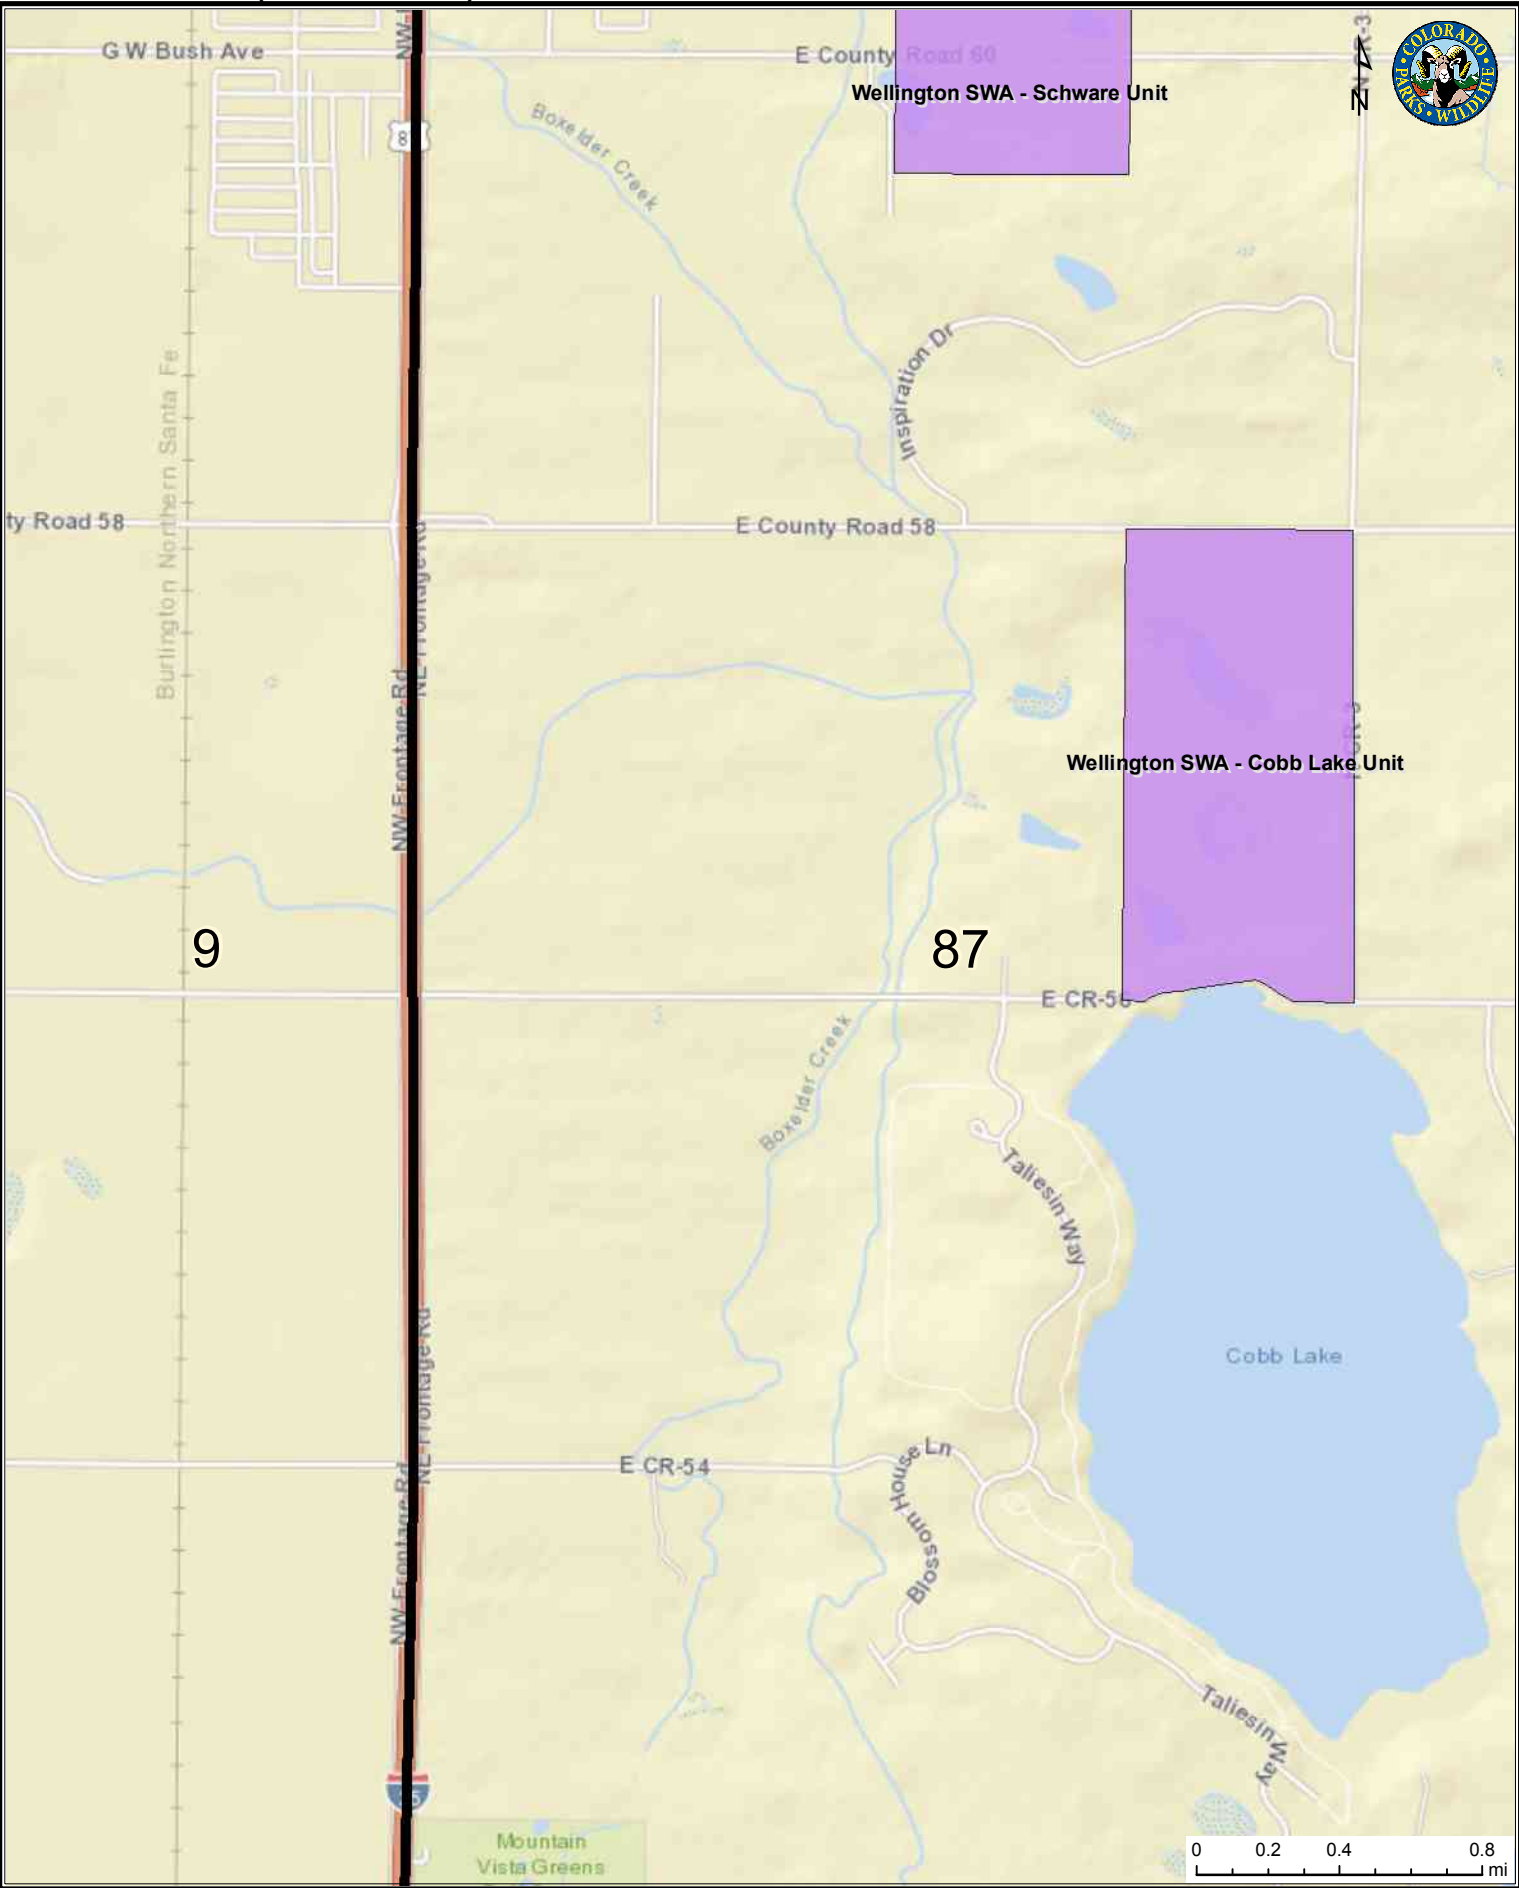 G W Bush Ave
E County Road 60
Wellington SWA - Schware Unit
N CR-3
N
COLORADO
PARKS • WILDLIFE
Boxelder Creek
Inspiration Dr
Burlington Northern Santa Fe
ty Road 58
E County Road 58
NE Frontage Rd
NW Frontage Rd
Wellington SWA - Cobb Lake Unit
9
87
E CR-56
Boxelder Creek
Taliesin Way
Cobb Lake
NE Frontage Rd
NW Frontage Rd
E CR-54
Blossom House Ln
Taliesin Way
Mountain
Vista Greens
0 0.2 0.4 0.8
mi